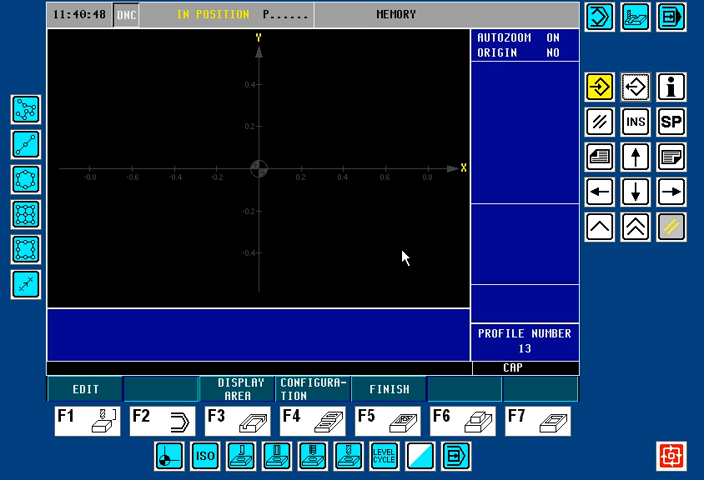 11:40:48 DNC IN POSITION P...... MEMORY
AUTOZOOM ON
ORIGIN NO
Y
0.4
0.2
X
-0.8 -0.6 -0.4 -0.2 0.2 0.4 0.6 0.8
-0.2
-0.4
INS SP
PROFILE NUMBER
13
CAP
EDIT DISPLAY AREA CONFIGURA-TION FINISH
F1 F2 F3 F4 F5 F6 F7
ISO LEVEL CYCLE